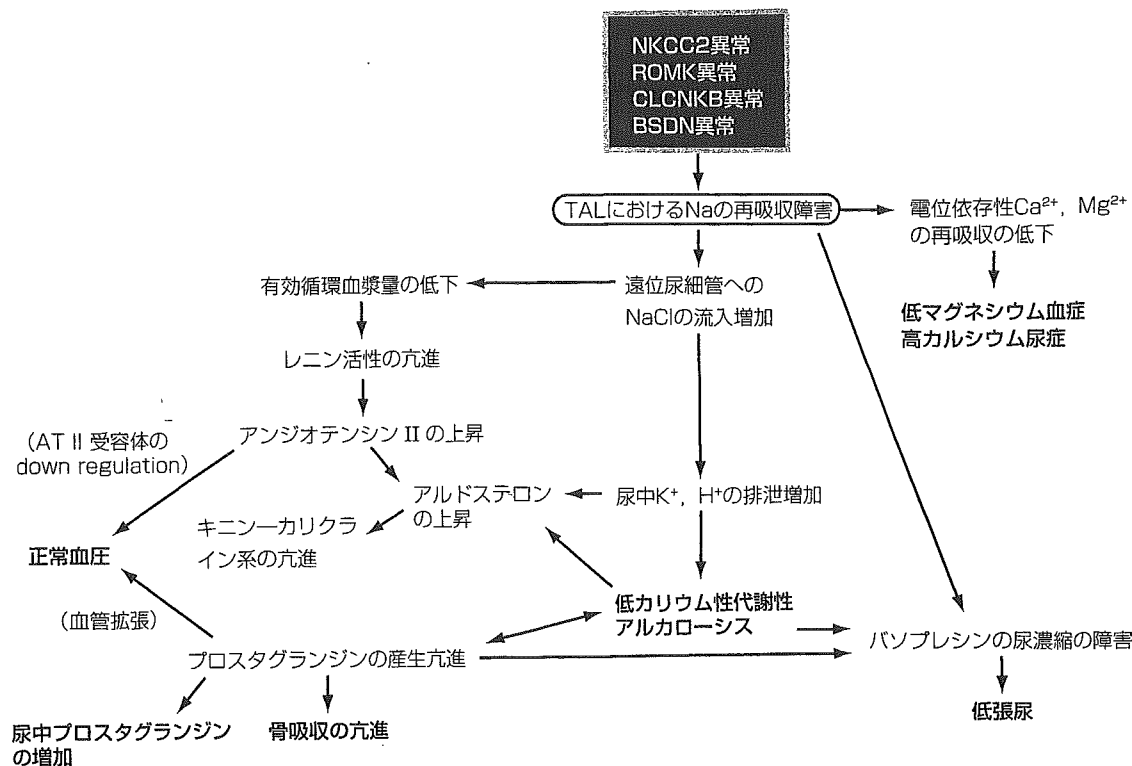 NKCC2異常
ROMK異常
CLCNKB異常
BSDN異常
TALにおけるNaの再吸収障害
電位依存性Ca²⁺, Mg²⁺
の再吸収の低下
低マグネシウム血症
高カルシウム尿症
有効循環血漿量の低下
遠位尿細管への
NaClの流入増加
レニン活性の亢進
(AT II 受容体の
down regulation)
アンジオテンシン II の上昇
アルドステロン
の上昇
尿中K⁺, H⁺の排泄増加
キニン―カリクラ
イン系の亢進
正常血圧
(血管拡張)
低カリウム性代謝性
アルカローシス
プロスタグランジンの産生亢進
バソプレシンの尿濃縮の障害
尿中プロスタグランジン
の増加
骨吸収の亢進
低張尿